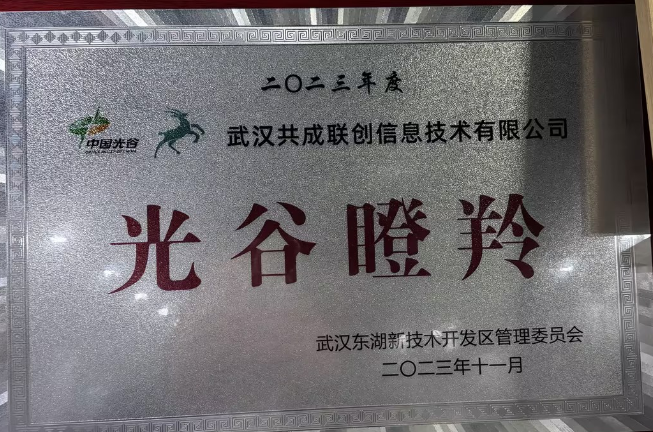 二〇二三年度
中国光谷
武汉共成联创信息技术有限公司
光谷瞪羚
武汉东湖新技术开发区管理委员会
二〇二三年十一月